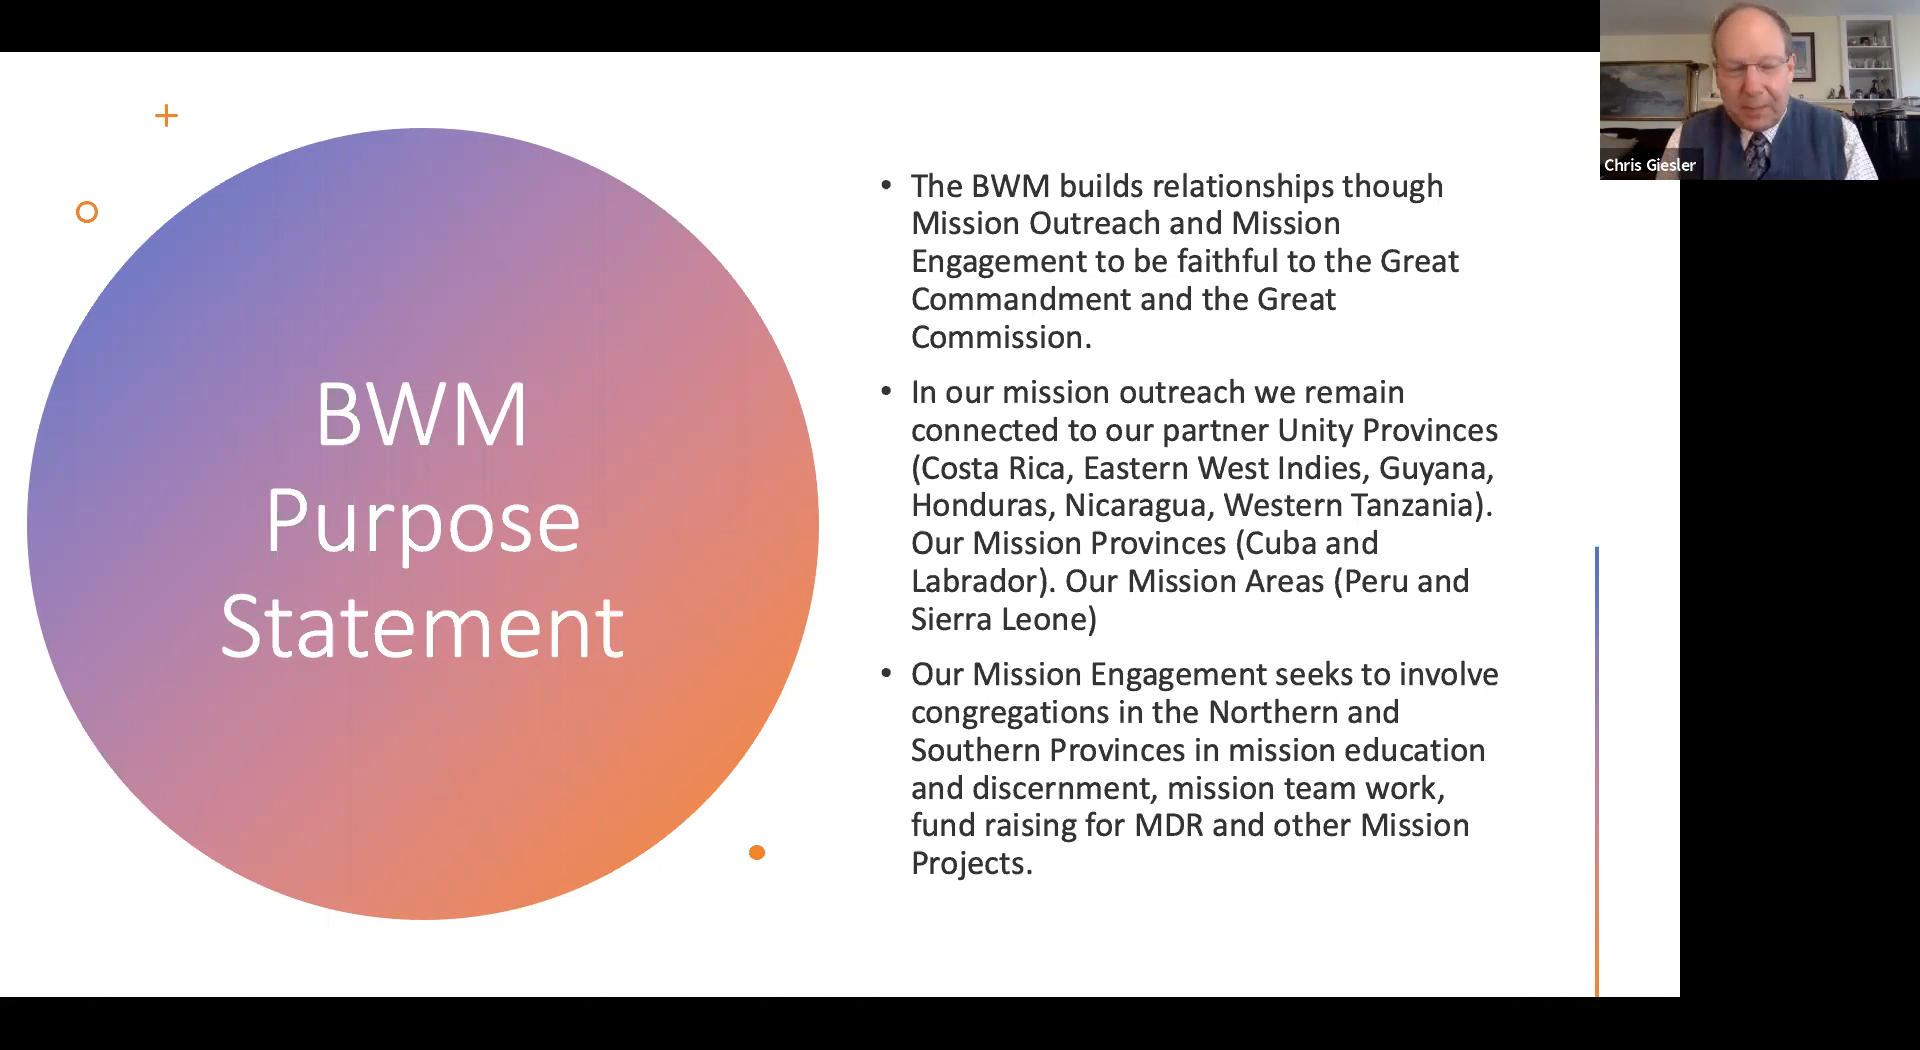 BWM
Purpose
Statement
• The BWM builds relationships though
Mission Outreach and Mission
Engagement to be faithful to the Great
Commandment and the Great
Commission.
• In our mission outreach we remain
connected to our partner Unity Provinces
(Costa Rica, Eastern West Indies, Guyana,
Honduras, Nicaragua, Western Tanzania).
Our Mission Provinces (Cuba and
Labrador). Our Mission Areas (Peru and
Sierra Leone)
• Our Mission Engagement seeks to involve
congregations in the Northern and
Southern Provinces in mission education
and discernment, mission team work,
fund raising for MDR and other Mission
Projects.
Chris Giesler